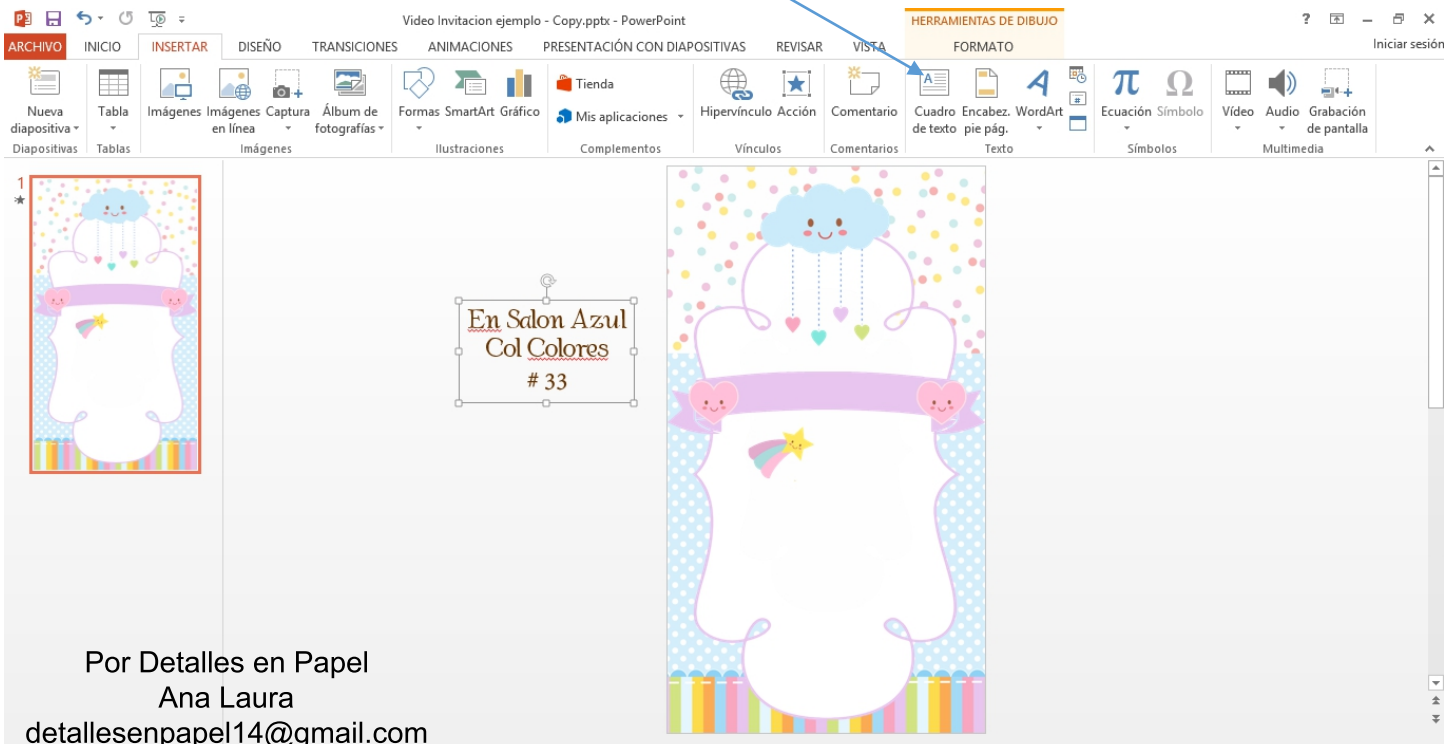 Video Invitacion ejemplo - Copy.pptx - PowerPoint
HERRAMIENTAS DE DIBUJO
?
ARCHIVO INICIO INSERTAR DISEÑO TRANSICIONES ANIMACIONES PRESENTACIÓN CON DIAPOSITIVAS REVISAR VISTA FORMATO
Iniciar sesión
Nueva diapositiva
Tabla
Imágenes
Imágenes en línea
Captura
Álbum de fotografías
Formas
SmartArt
Gráfico
Tienda
Mis aplicaciones
Hipervínculo
Acción
Comentario
Cuadro de texto
Encabez. pie pág.
WordArt
π
Ecuación
Ω
Símbolo
Vídeo
Audio
Grabación de pantalla
Diapositivas Tablas Imágenes Ilustraciones Complementos Vínculos Comentarios Texto Símbolos Multimedia
1
En Salon Azul
Col Colores
# 33
Por Detalles en Papel
Ana Laura
detallesenpapel14@gmail.com